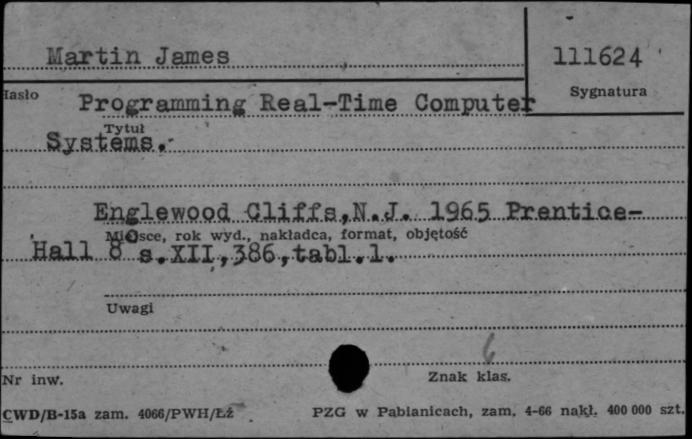 Martin James
111624
Hasło
Sygnatura
Programming Real-Time Computer
Tytuł
Systems.
Englewood Cliffs,N.J. 1965 Prentice-
Miejsce, rok wyd., nakładca, format, objętość
Hall 8° s.XII,386,tabl.1.
Uwagi
6
Nr inw.
Znak klas.
CWD/B-15a zam. 4066/PWH/Łż
PZG w Pabianicach, zam. 4-66 nakł. 400 000 szt.